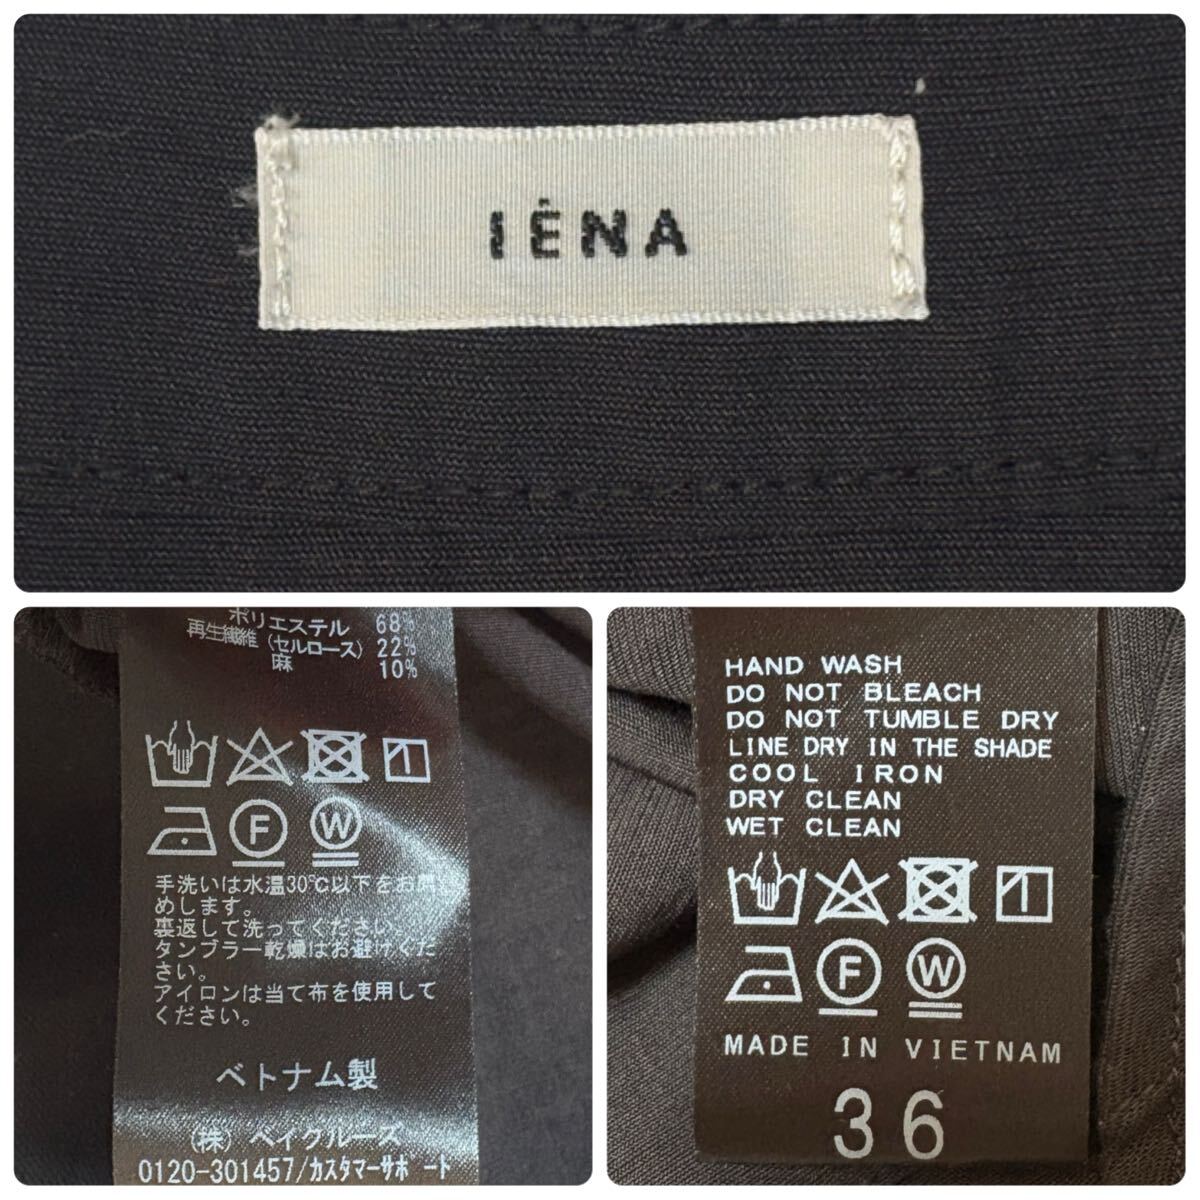 IÉNA
ポリエステル 68%
再生繊維(セルロース) 22%
麻 10%
F W
手洗いは水温30℃以下をお
めします。
裏返して洗ってください。
タンブラー乾燥はお避けくだ
さい。
アイロンは当て布を使用して
ください。
ベトナム製
(株) ベイクルーズ
0120-301457/カスタマーサポート
HAND WASH
DO NOT BLEACH
DO NOT TUMBLE DRY
LINE DRY IN THE SHADE
COOL IRON
DRY CLEAN
WET CLEAN
F W
MADE IN VIETNAM
36